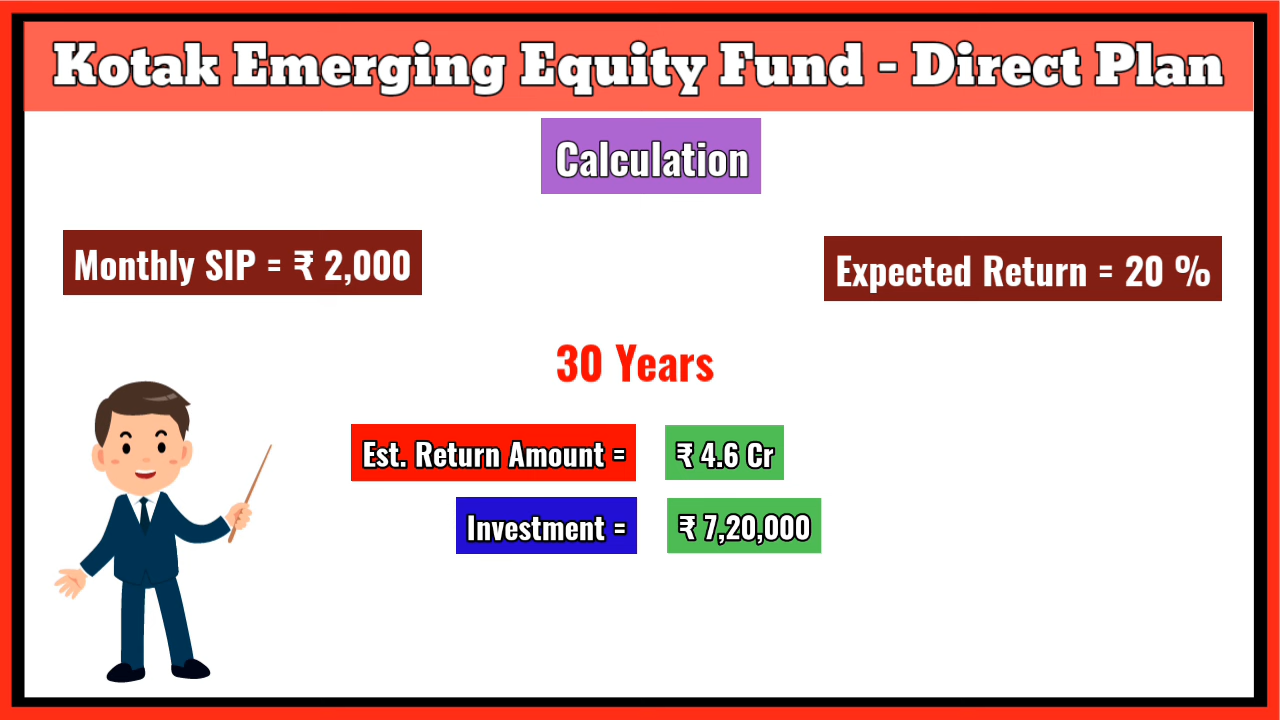 Kotak Emerging Equity Fund - Direct Plan
Calculation
Monthly SIP = ₹ 2,000
Expected Return = 20 %
30 Years
Est. Return Amount = ₹ 4.6 Cr
Investment = ₹ 7,20,000